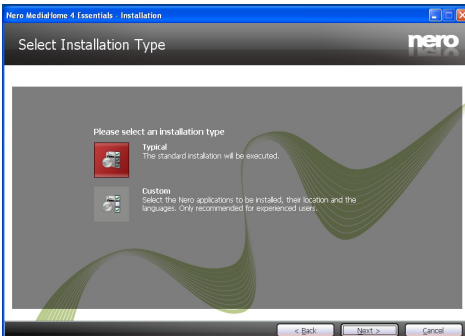 Nero MediaHome 4 Essentials - Installation
Select Installation Type
nero
Please select an installation type
Typical
The standard installation will be executed.
Custom
Select the Nero applications to be installed, their location and the
languages. Only recommended for experienced users.
< Back
Next >
Cancel